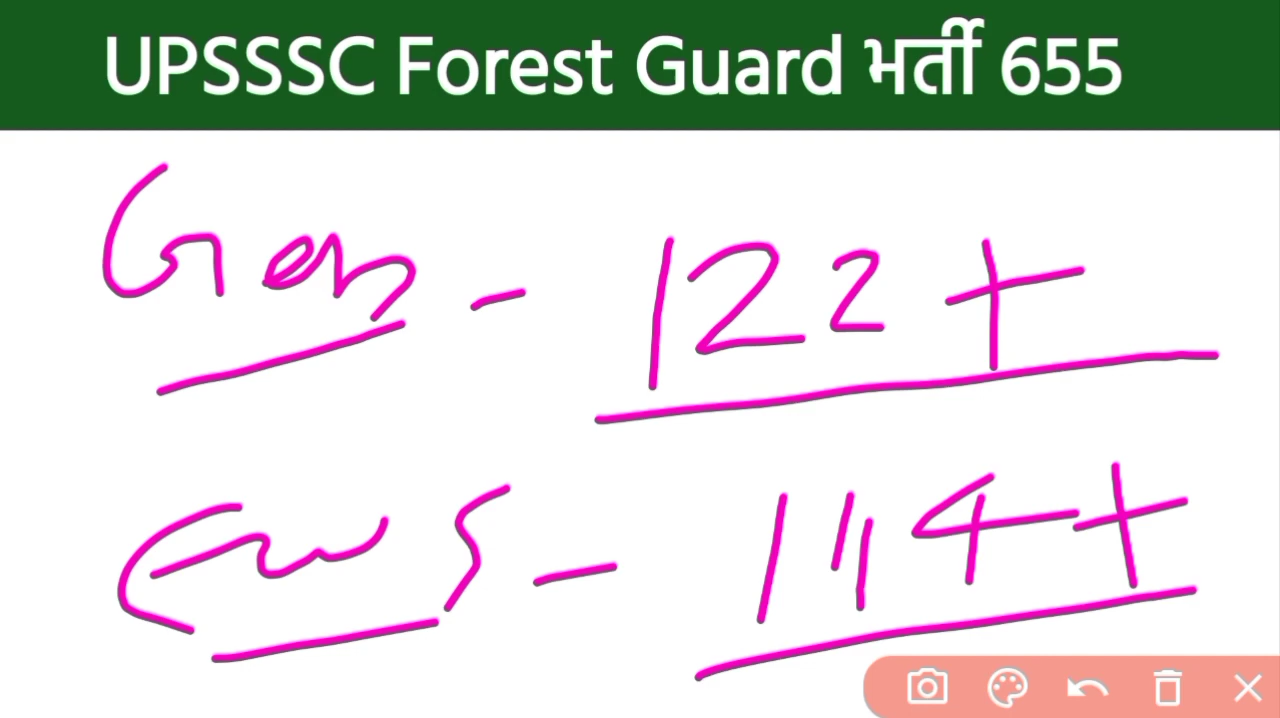 UPSSSC Forest Guard भर्ती 655
Gen - 122+
EWS - 114+